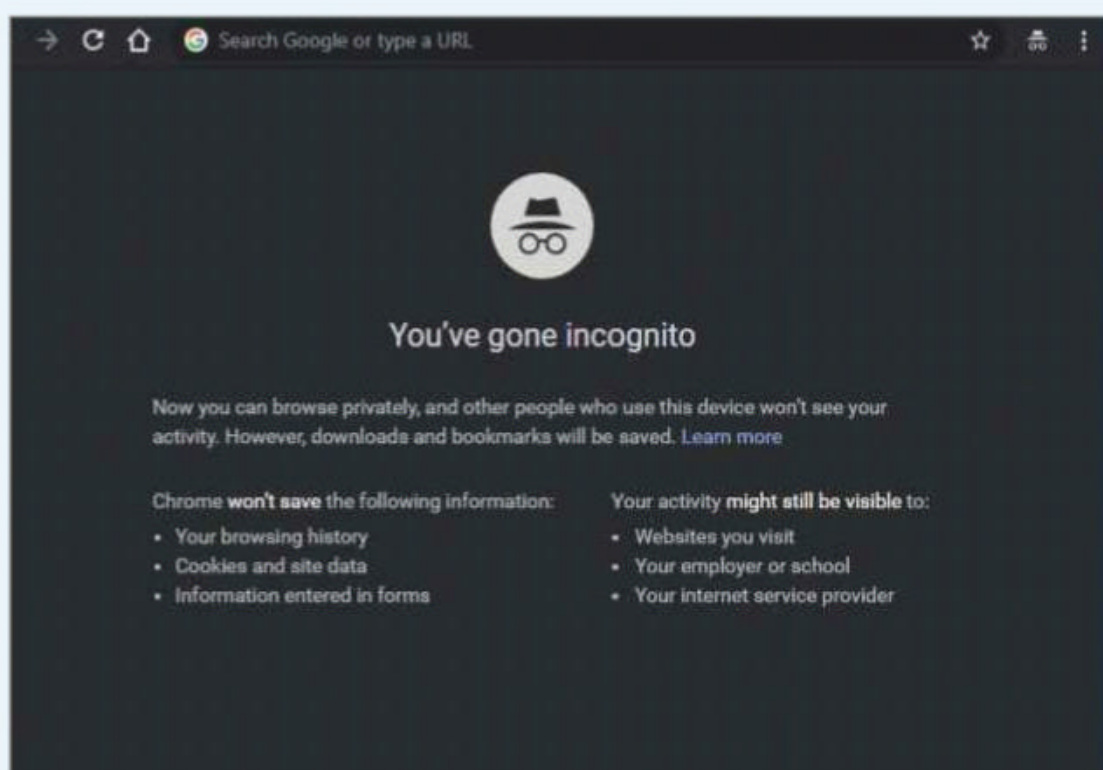 Search Google or type a URL
You've gone incognito
Now you can browse privately, and other people who use this device won't see your
activity. However, downloads and bookmarks will be saved. Learn more
Chrome won't save the following information:
• Your browsing history
• Cookies and site data
• Information entered in forms
Your activity might still be visible to:
• Websites you visit
• Your employer or school
• Your internet service provider